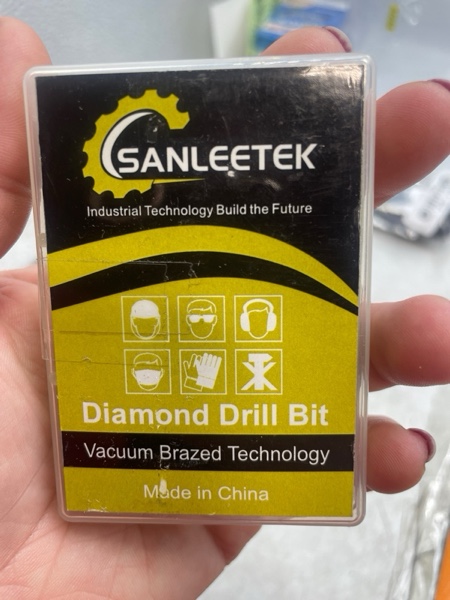 SANLEETEK
Industrial Technology Build the Future
Diamond Drill Bit
Vacuum Brazed Technology
Made in China